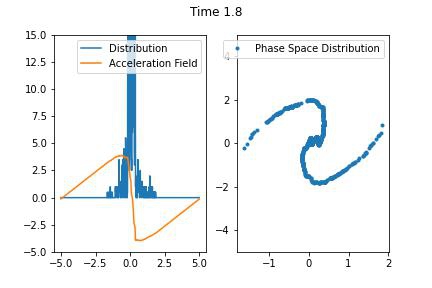 Time 1.8
15.0
12.5
10.0
7.5
5.0
2.5
0.0
−2.5
−5.0
−5.0 −2.5 0.0 2.5 5.0
Distribution
Acceleration Field
4
2
0
−2
−4
−1 0 1 2
Phase Space Distribution